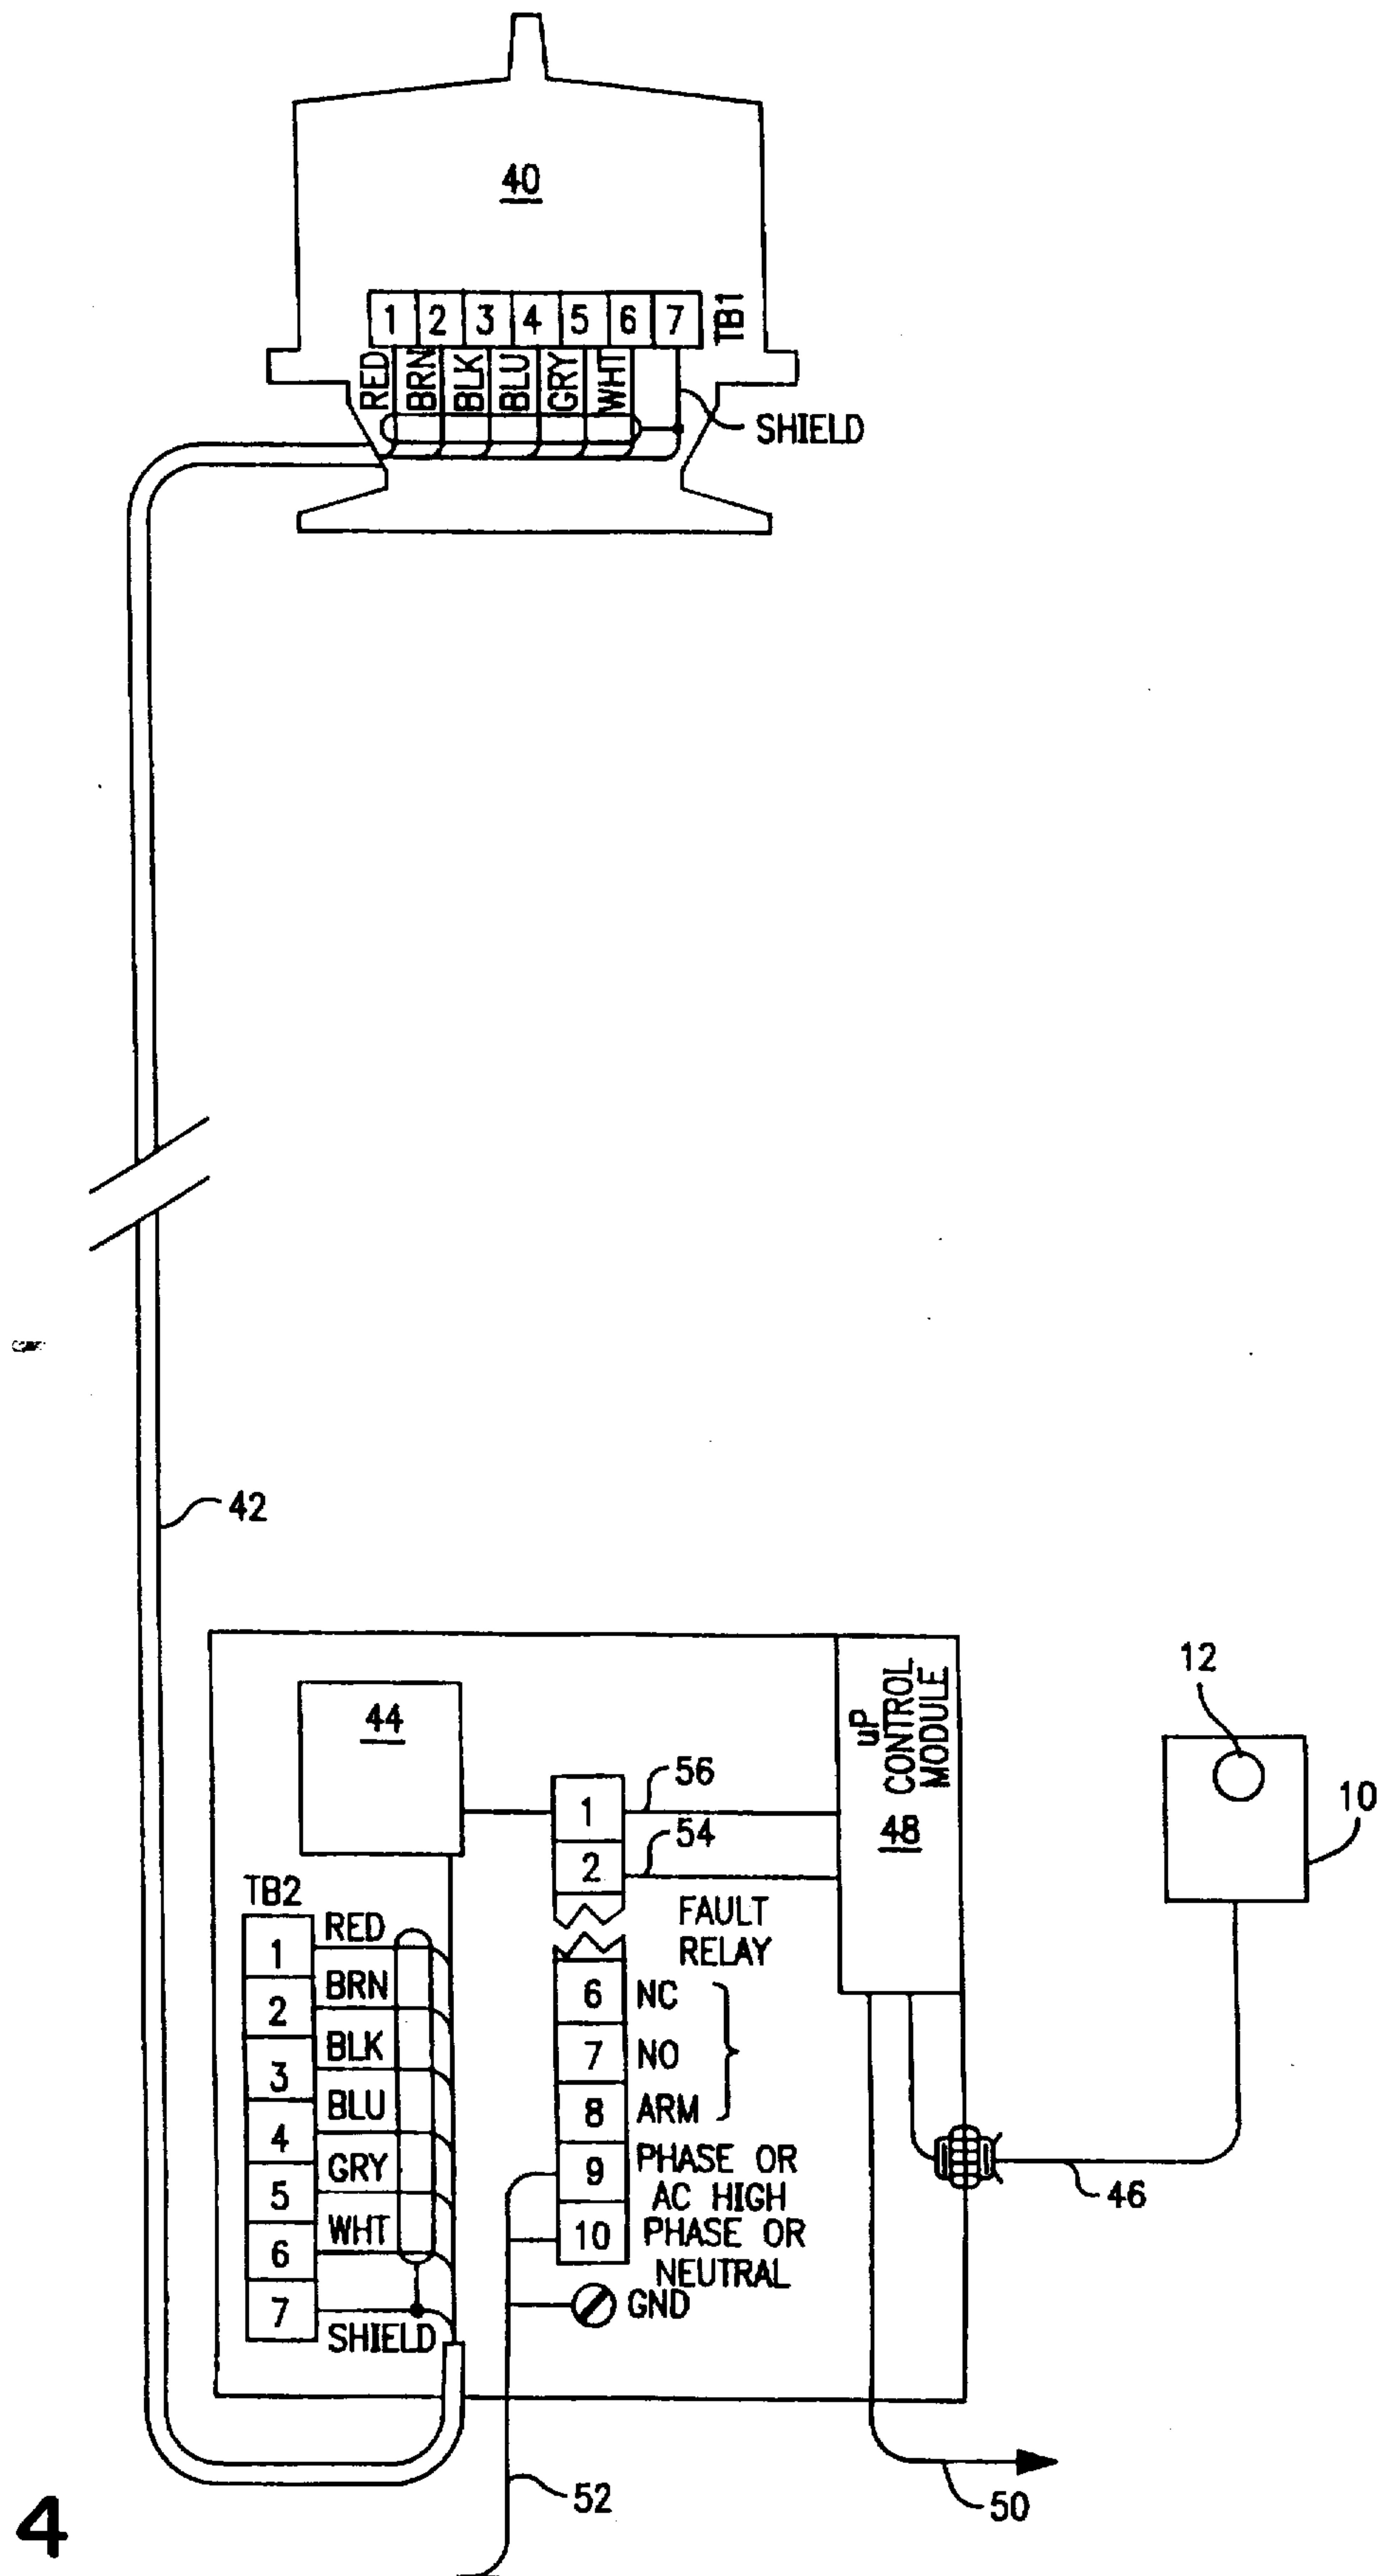 40
1 2 3 4 5 6 7 TB1
RED BRN BLK BLU GRY WHT
SHIELD
42
44
uP
CONTROL
MODULE
48
12
10
56
1
54
2
FAULT
RELAY
TB2
1 RED
2 BRN
3 BLK
4 BLU
5 GRY
6 WHT
7
SHIELD
6 NC
7 NO
8 ARM
9 PHASE OR
AC HIGH
10 PHASE OR
NEUTRAL
GND
46
52
50
4